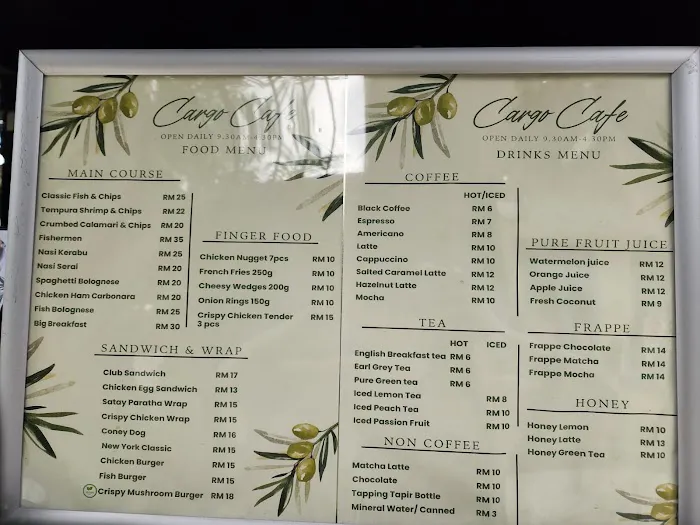 Cargo Cafe
OPEN DAILY 9.30AM-4.30PM
FOOD MENU
MAIN COURSE
Classic Fish & Chips RM 25
Tempura Shrimp & Chips RM 22
Crumbed Calamari & Chips RM 20
Fishermen RM 35
Nasi Kerabu RM 25
Nasi Serai RM 20
Spaghetti Bolognese RM 20
Chicken Ham Carbonara RM 20
Fish Bolognese RM 25
Big Breakfast RM 30
FINGER FOOD
Chicken Nugget 7pcs RM 10
French Fries 250g RM 10
Cheesy Wedges 200g RM 10
Onion Rings 150g RM 10
Crispy Chicken Tender RM 15
3 pcs
SANDWICH & WRAP
Club Sandwich RM 17
Chicken Egg Sandwich RM 13
Satay Paratha Wrap RM 15
Crispy Chicken Wrap RM 15
Coney Dog RM 16
New York Classic RM 15
Chicken Burger RM 15
Fish Burger RM 15
Crispy Mushroom Burger RM 18
Cargo Cafe
OPEN DAILY 9.30AM-4.30PM
DRINKS MENU
COFFEE
HOT/ICED
Black Coffee RM 6
Espresso RM 7
Americano RM 8
Latte RM 10
Cappuccino RM 10
Salted Caramel Latte RM 12
Hazelnut Latte RM 12
Mocha RM 10
TEA
HOT ICED
English Breakfast tea RM 6
Earl Grey Tea RM 6
Pure Green tea RM 6
Iced Lemon Tea RM 8
Iced Peach Tea RM 10
Iced Passion Fruit RM 10
NON COFFEE
Matcha Latte RM 10
Chocolate RM 10
Tapping Tapir Bottle RM 10
Mineral Water/ Canned RM 3
PURE FRUIT JUICE
Watermelon juice RM 12
Orange Juice RM 12
Apple Juice RM 12
Fresh Coconut RM 9
FRAPPE
Frappe Chocolate RM 14
Frappe Matcha RM 14
Frappe Mocha RM 14
HONEY
Honey Lemon RM 10
Honey Latte RM 13
Honey Green Tea RM 10